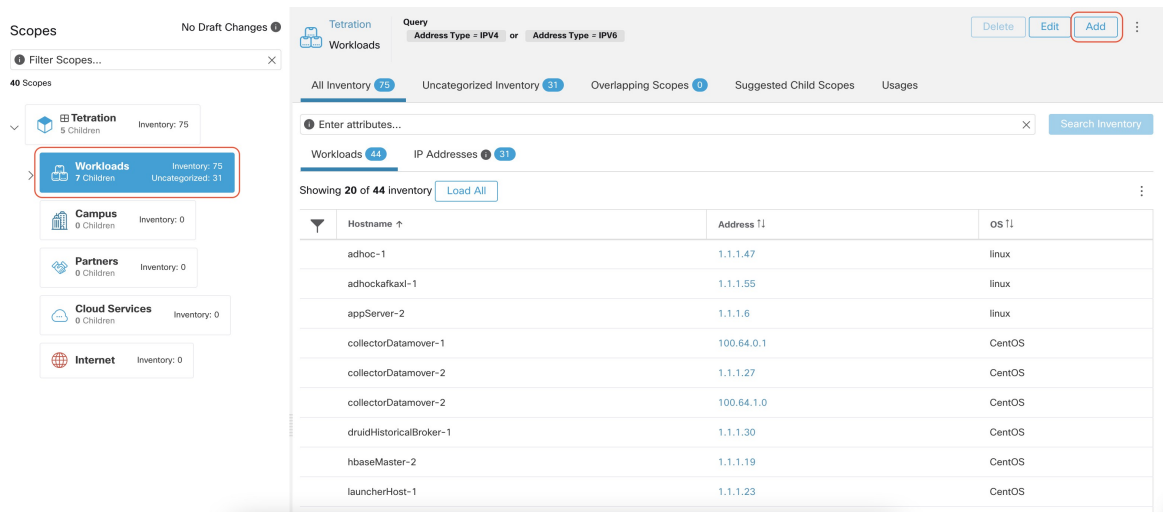 Scopes
No Draft Changes
Filter Scopes...
40 Scopes
Tetration
5 Children
Inventory: 75
Workloads
7 Children
Inventory: 75
Uncategorized: 31
Campus
0 Children
Inventory: 0
Partners
0 Children
Inventory: 0
Cloud Services
0 Children
Inventory: 0
Internet
Inventory: 0
Tetration
Workloads
Query
Address Type = IPV4 or Address Type = IPV6
Delete Edit Add
All Inventory 75 Uncategorized Inventory 31 Overlapping Scopes 0 Suggested Child Scopes Usages
Enter attributes... Search Inventory
Workloads 44 IP Addresses 31
Showing 20 of 44 inventory Load All
Hostname ↑ Address ↑↓ OS ↑↓
adhoc-1 1.1.1.47 linux
adhockafkaxl-1 1.1.1.55 linux
appServer-2 1.1.1.6 linux
collectorDatamover-1 100.64.0.1 CentOS
collectorDatamover-2 1.1.1.27 CentOS
collectorDatamover-2 100.64.1.0 CentOS
druidHistoricalBroker-1 1.1.1.30 CentOS
hbaseMaster-2 1.1.1.19 CentOS
launcherHost-1 1.1.1.23 CentOS